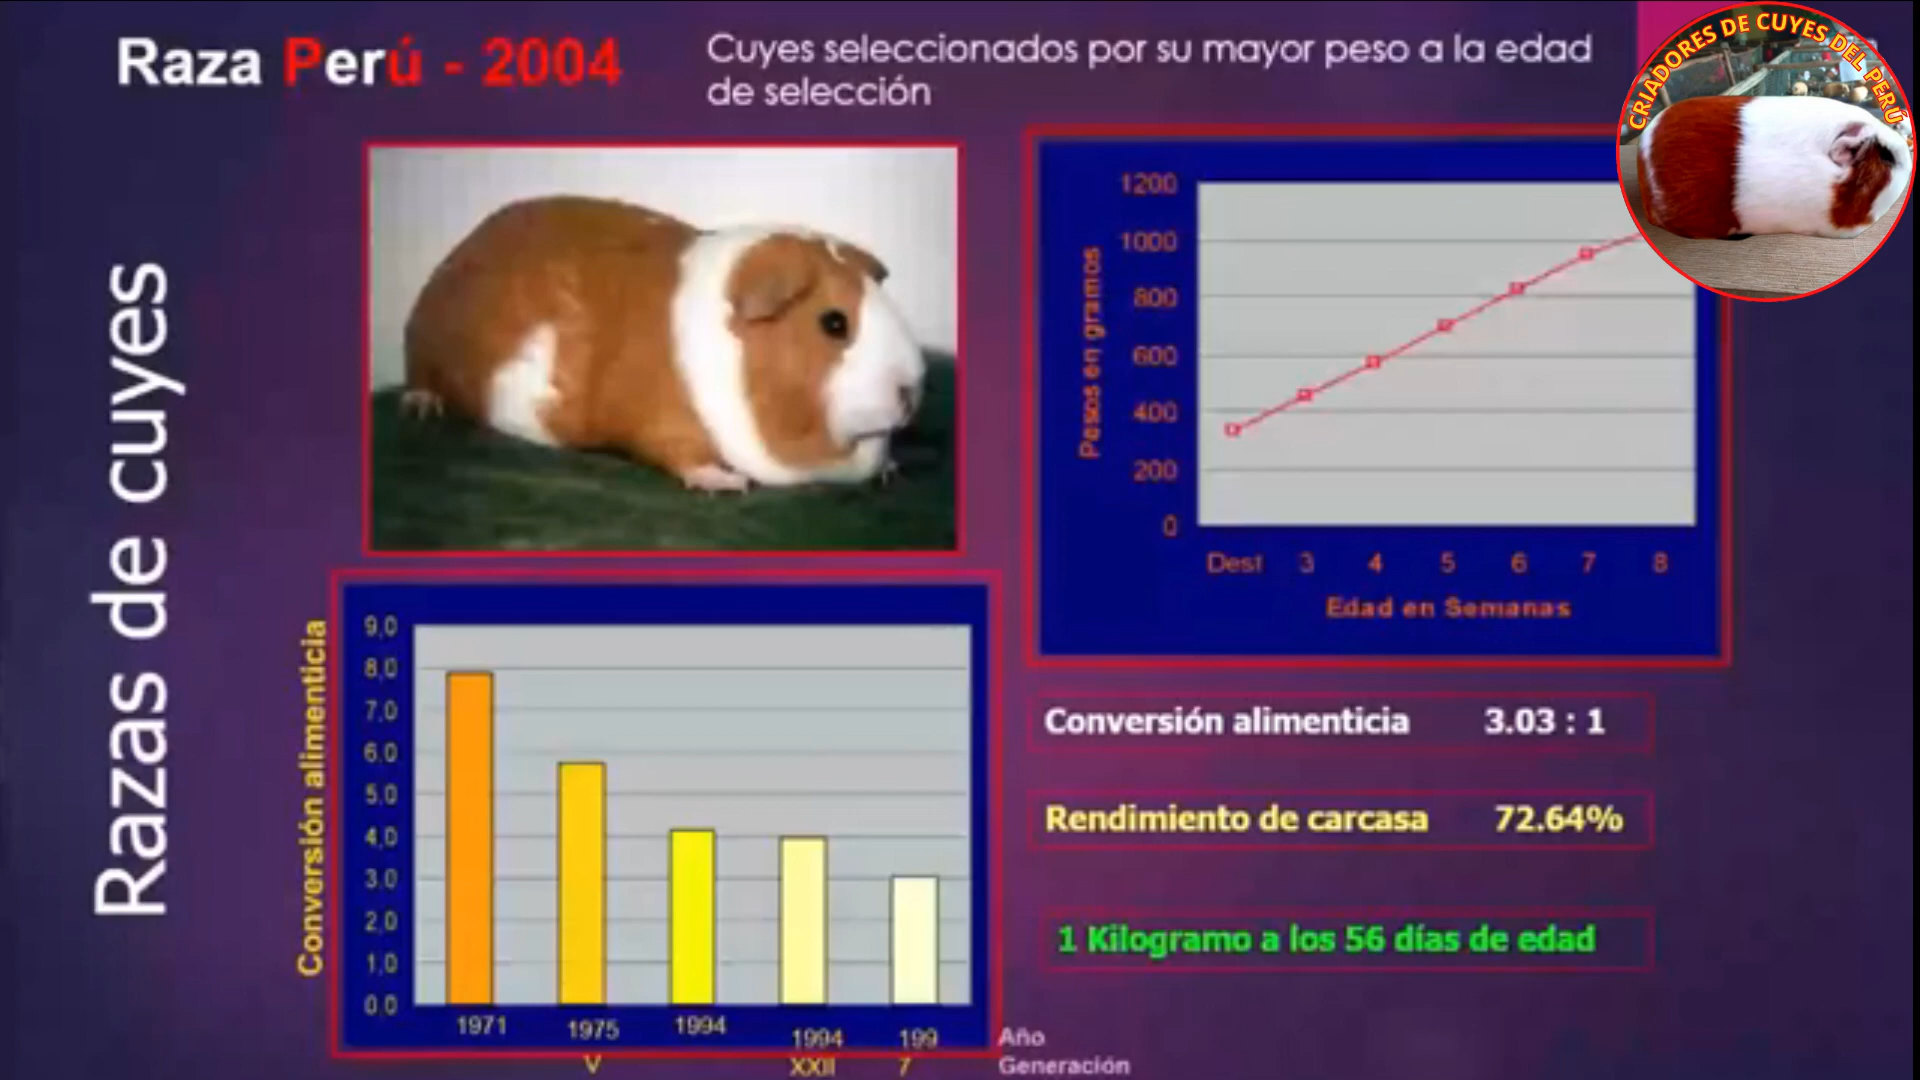 Raza Perú - 2004
Cuyes seleccionados por su mayor peso a la edad
de selección
CRIADORES DE CUYES DEL PERÚ
Razas de cuyes
1200
1000
800
600
400
200
0
Pesos en gramos
Dest 3 4 5 6 7 8
Edad en Semanas
Conversión alimenticia
9,0
8,0
7,0
6,0
5,0
4,0
3,0
2,0
1,0
0,0
1971 1975 1994 1994 199 Año
V XXII 7 Generación
Conversión alimenticia 3.03 : 1
Rendimiento de carcasa 72.64%
1 Kilogramo a los 56 días de edad